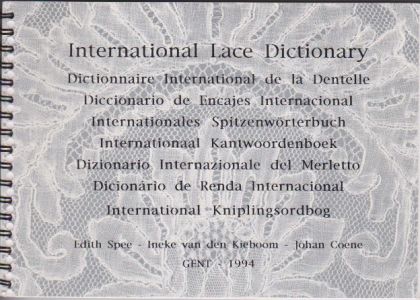 International Lace Dictionary
Dictionnaire International de la Dentelle
Diccionario de Encajes Internacional
Internationales Spitzenwörterbuch
Internationaal Kantwoordenboek
Dizionario Internazionale del Merletto
Dicionário de Renda Internacional
International Kniplingsordbog
Edith Spee - Ineke van den Kieboom - Johan Coene
GENT - 1994